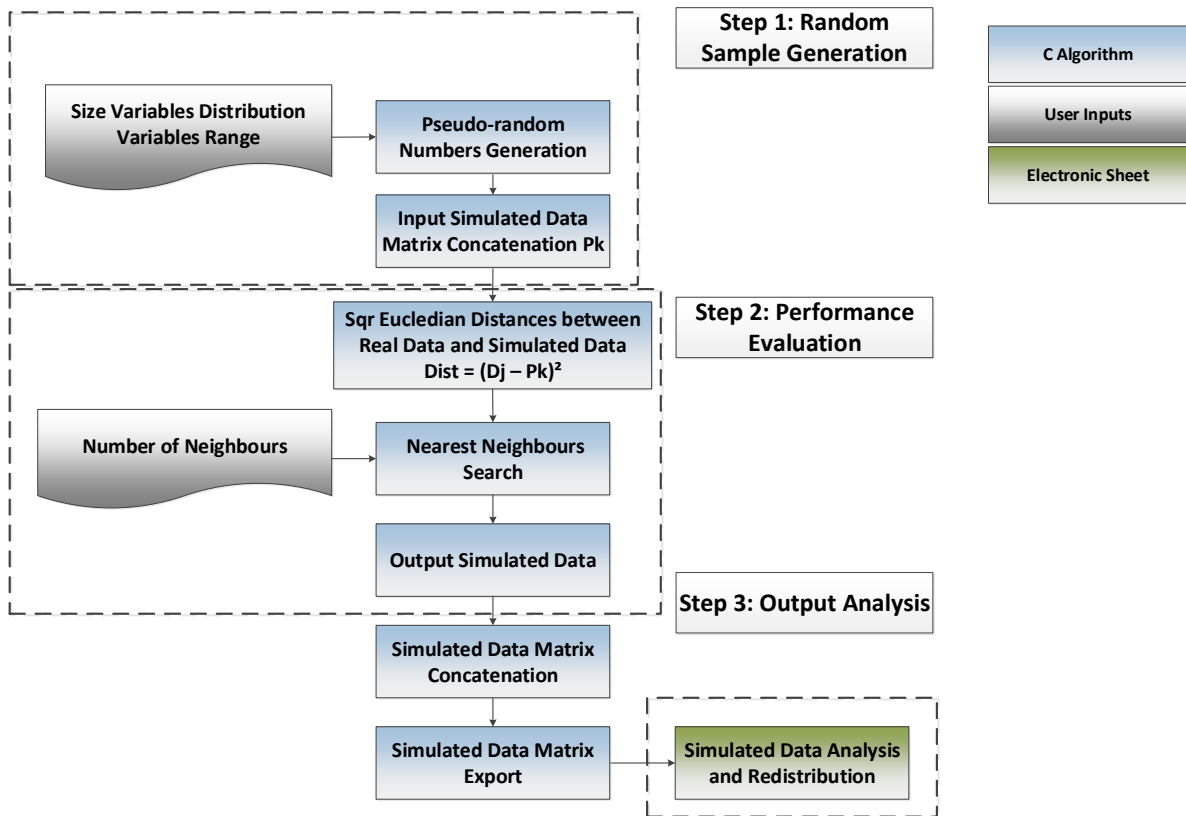 Step 1: Random
Sample Generation
C Algorithm
User Inputs
Electronic Sheet
Size Variables Distribution
Variables Range
Pseudo-random
Numbers Generation
Input Simulated Data
Matrix Concatenation Pk
Step 2: Performance
Evaluation
Sqr Eucledian Distances between
Real Data and Simulated Data
Dist = (Dj – Pk)²
Number of Neighbours
Nearest Neighbours
Search
Output Simulated Data
Step 3: Output Analysis
Simulated Data Matrix
Concatenation
Simulated Data Matrix
Export
Simulated Data Analysis
and Redistribution